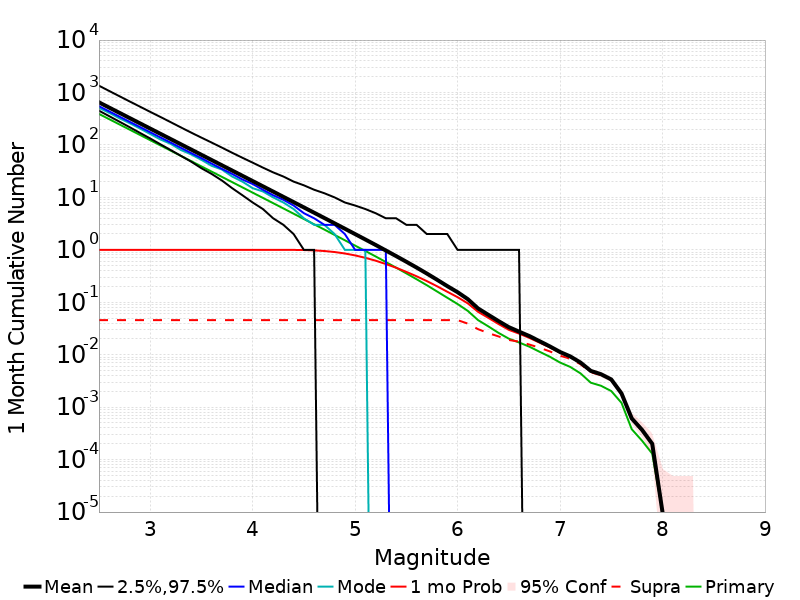 10^4
10^3
10^2
10^1
10^0
10^-1
10^-2
10^-3
10^-4
10^-5
1 Month Cumulative Number
3 4 5 6 7 8 9
Magnitude
Mean 2.5%,97.5% Median Mode 1 mo Prob 95% Conf Supra Primary